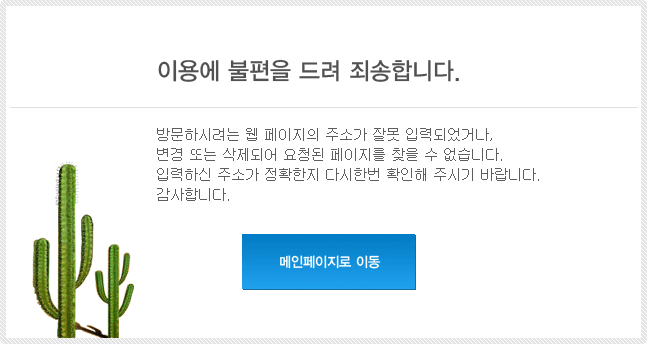 이용에 불편을 드려 죄송합니다.
방문하시려는 웹 페이지의 주소가 잘못 입력되었거나,
변경 또는 삭제되어 요청된 페이지를 찾을 수 없습니다.
입력하신 주소가 정확한지 다시한번 확인해 주시기 바랍니다.
감사합니다.
메인페이지로 이동